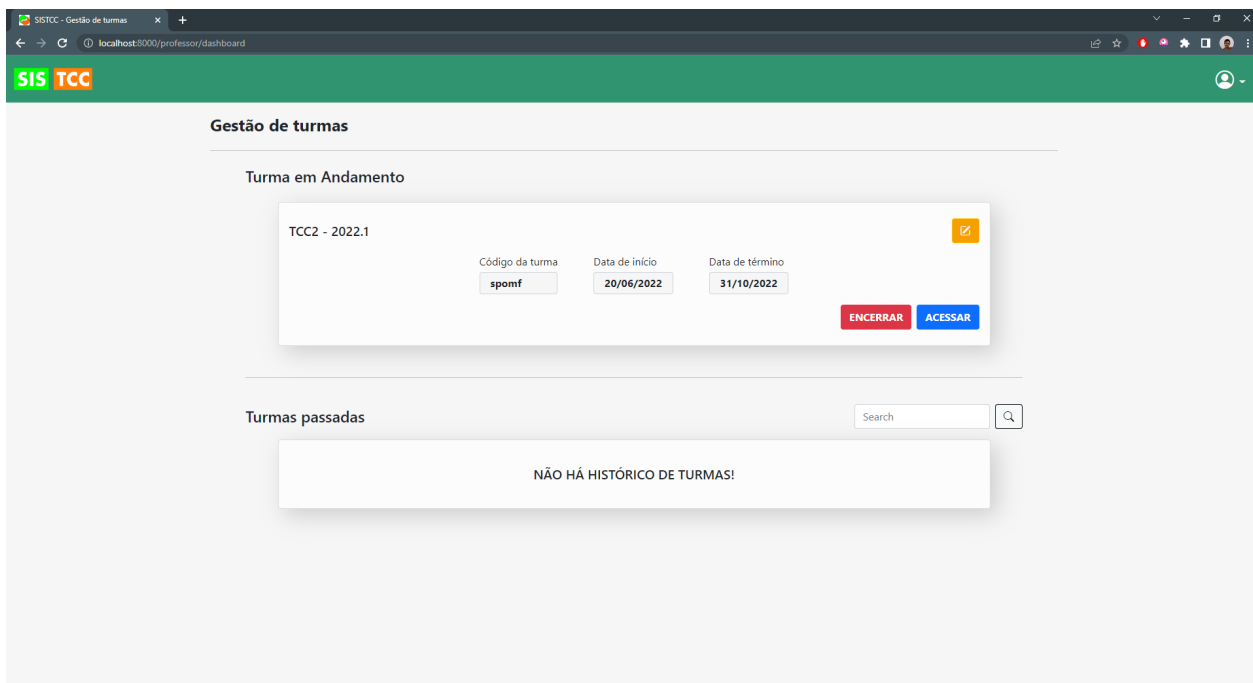 SISTCC - Gestão de turmas
localhost:8000/professor/dashboard
SIS TCC
Gestão de turmas
Turma em Andamento
TCC2 - 2022.1
Código da turma Data de início Data de término
spomf 20/06/2022 31/10/2022
ENCERRAR ACESSAR
Turmas passadas Search
NÃO HÁ HISTÓRICO DE TURMAS!